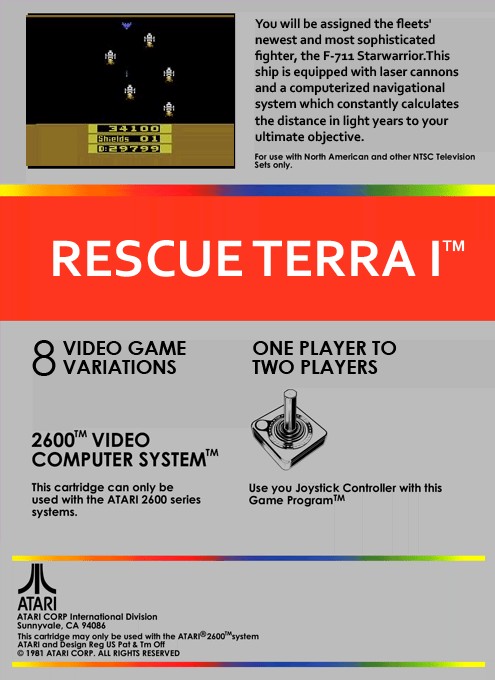 34100
Shields 01
D:29799
You will be assigned the fleets'
newest and most sophisticated
fighter, the F-711 Starwarrior.This
ship is equipped with laser cannons
and a computerized navigational
system which constantly calculates
the distance in light years to your
ultimate objective.
For use with North American and other NTSC Television
Sets only.
RESCUE TERRA I™
8 VIDEO GAME
VARIATIONS
ONE PLAYER TO
TWO PLAYERS
2600™ VIDEO
COMPUTER SYSTEM™
This cartridge can only be
used with the ATARI 2600 series
systems.
Use you Joystick Controller with this
Game Program™
ATARI
ATARI CORP International Division
Sunnyvale, CA 94086
This cartridge may only be used with the ATARI®2600™system
ATARI and Design Reg US Pat & Tm Off
© 1981 ATARI CORP. ALL RIGHTS RESERVED